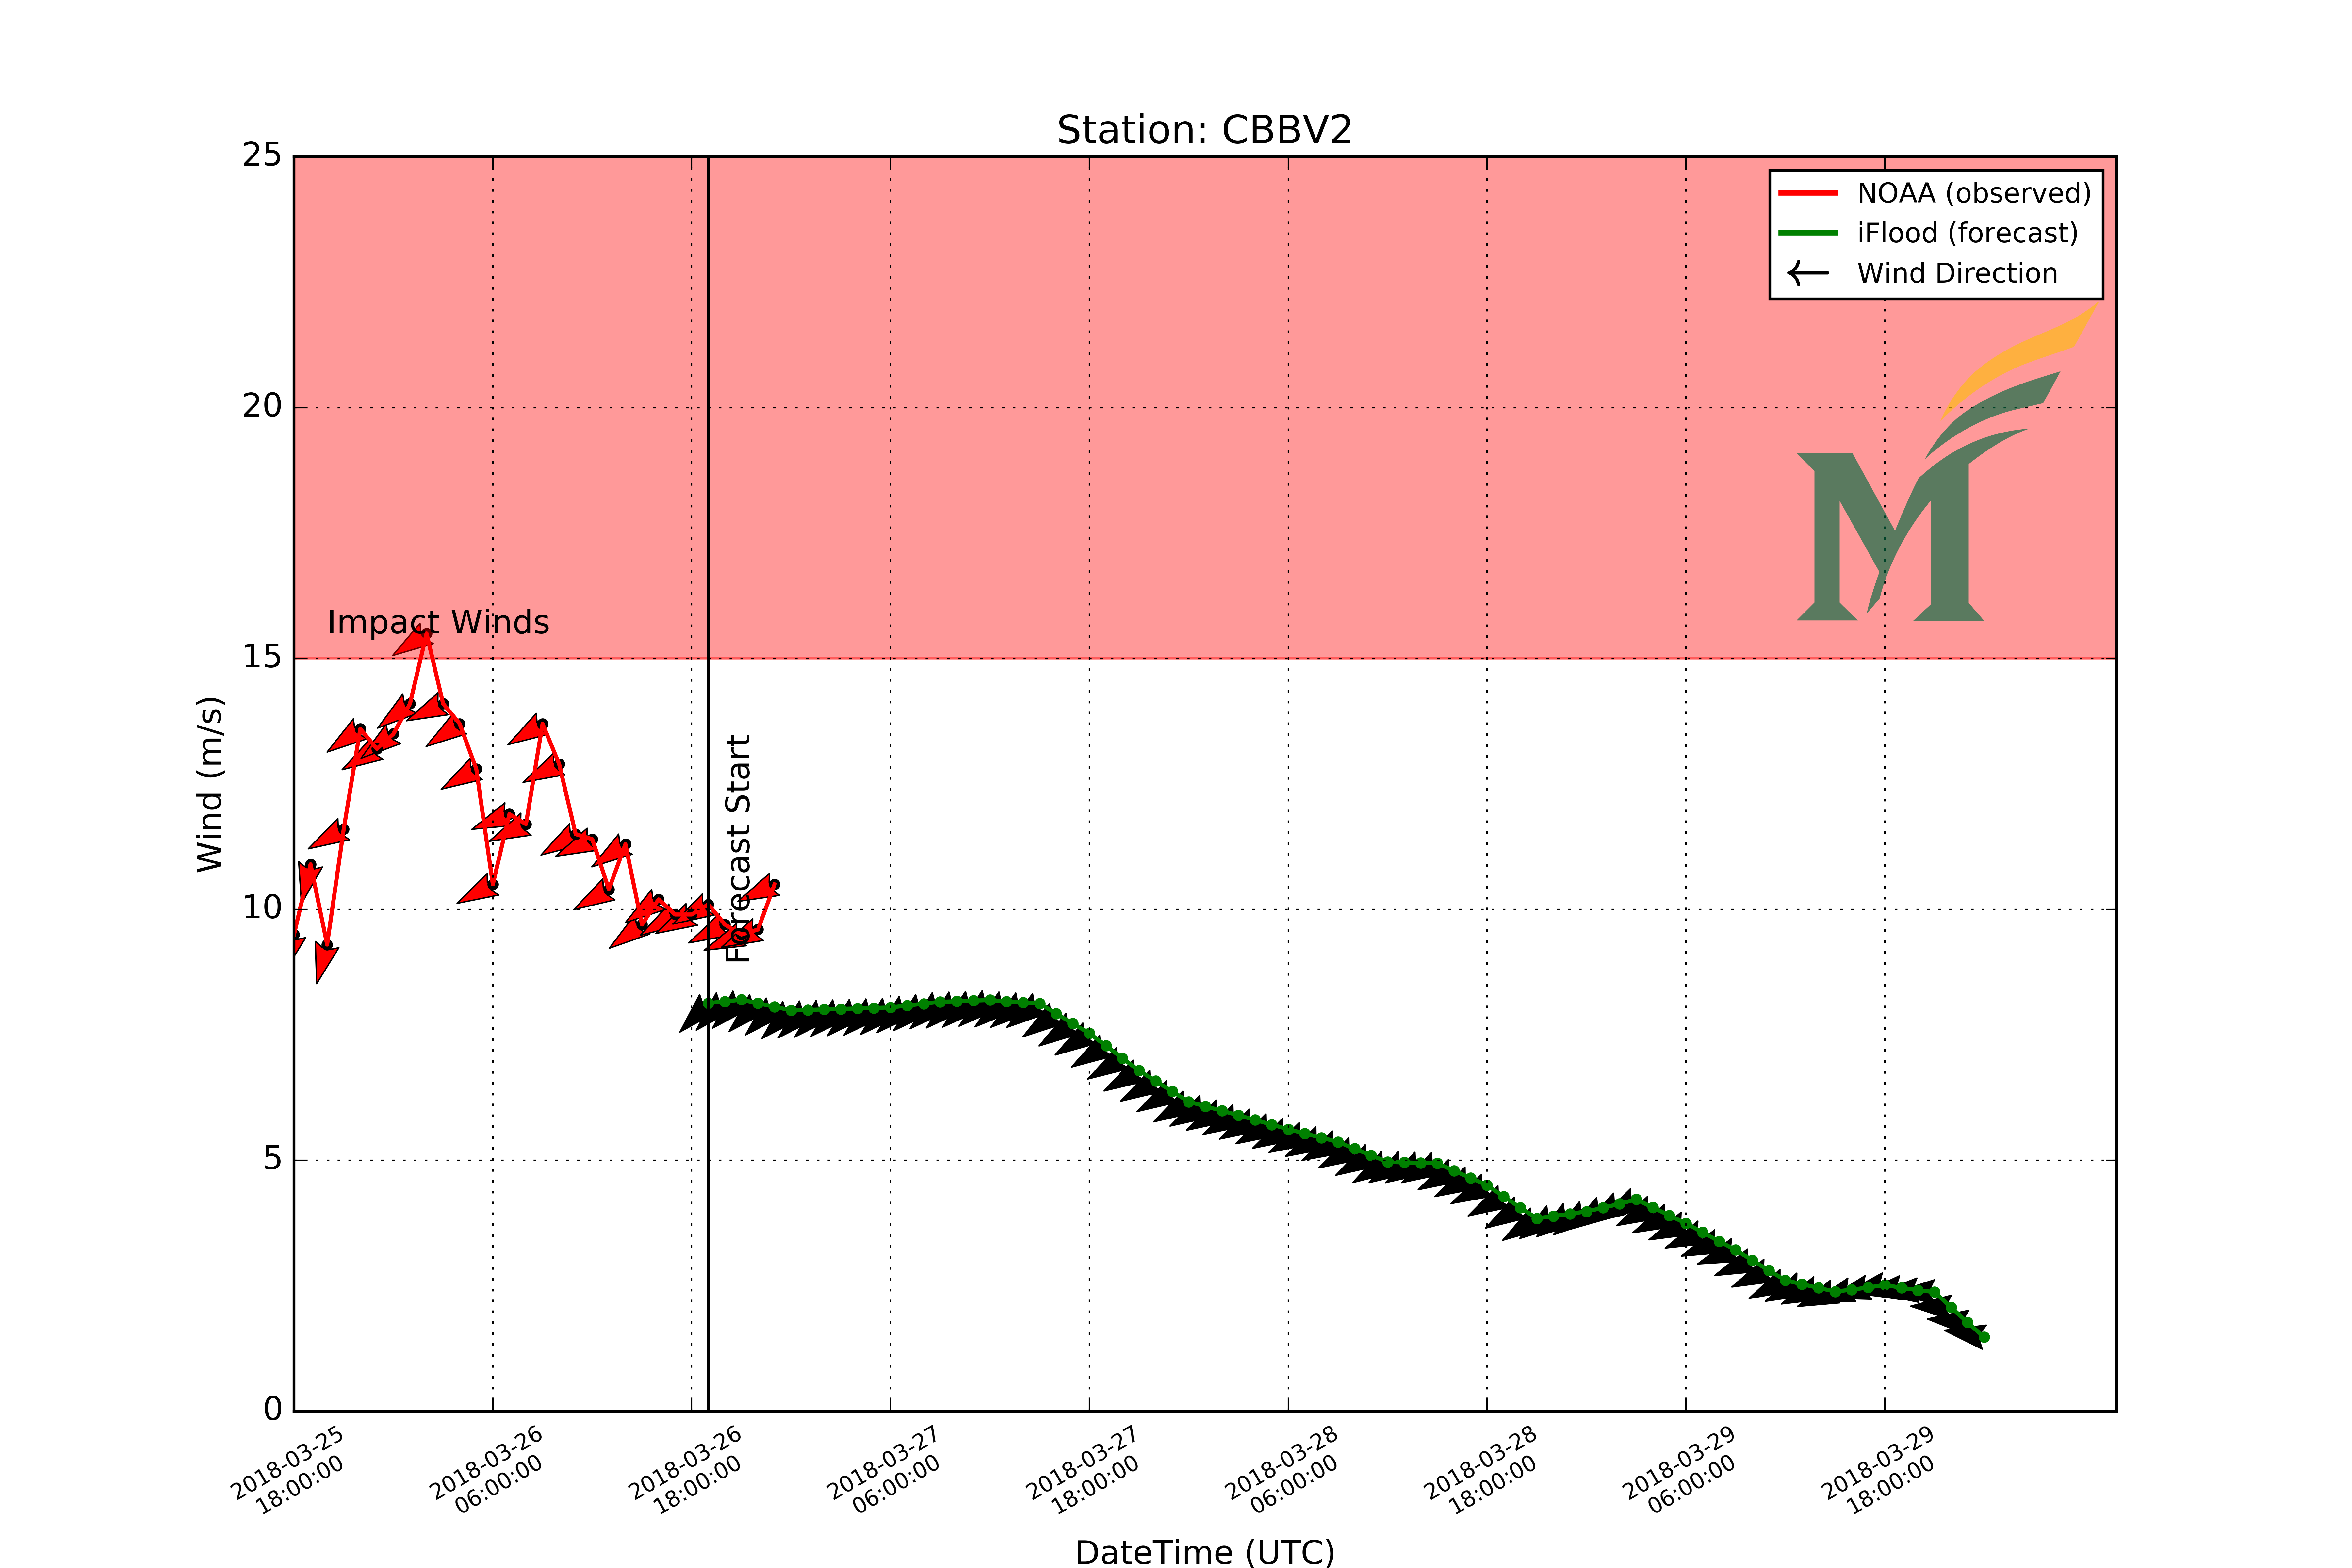 Station: CBBV2
25
20
15
10
5
0
Wind (m/s)
NOAA (observed)
iFlood (forecast)
Wind Direction
M
Impact Winds
Forecast Start
2018-03-25
18:00:00
2018-03-26
06:00:00
2018-03-26
18:00:00
2018-03-27
06:00:00
2018-03-27
18:00:00
2018-03-28
06:00:00
2018-03-28
18:00:00
2018-03-29
06:00:00
2018-03-29
18:00:00
DateTime (UTC)